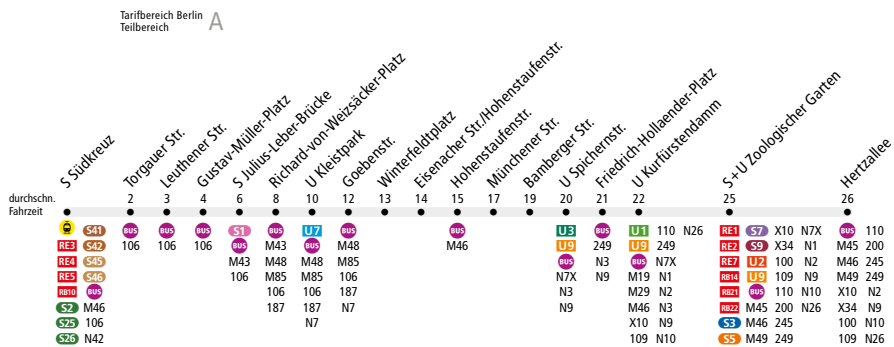 Tarifbereich Berlin
Teilbereich A
S Südkreuz
Torgauer Str.
Leuthener Str.
Gustav-Müller-Platz
S Julius-Leber-Brücke
Richard-von-Weizsäcker-Platz
U Kleistpark
Goebenstr.
Winterfeldtplatz
Eisenacher Str./Hohenstaufenstr.
Hohenstaufenstr.
Münchener Str.
Bamberger Str.
U Spichernstr.
Friedrich-Hollaender-Platz
U Kurfürstendamm
S+U Zoologischer Garten
Hertzallee
durchschn. 2 3 4 6 8 10 12 13 14 15 17 19 20 21 22 25 26
Fahrzeit
S41 BUS BUS BUS S1 BUS U7 BUS BUS U3 BUS U1 110 N26 RE1 S7 X10 N7X BUS 110
RE3 S42 106 106 106 BUS M43 BUS M48 M46 U9 249 U9 249 RE2 S9 X34 N1 M45 200
RE4 S45 M43 M48 M48 M85 BUS N3 BUS N7X RE7 U2 100 N2 M46 245
RE5 S46 106 M85 M85 106 N7X N9 M19 N1 RB14 U9 109 N9 M49 249
RB10 BUS 106 106 187 N3 M29 N2 RB21 BUS 110 N10 X10 N2
S2 M46 187 187 N7 N9 M46 N3 RB22 M45 200 N26 X34 N9
S25 106 N7 X10 N9 S3 M46 245 100 N10
S26 N42 109 N10 S5 M49 249 109 N26